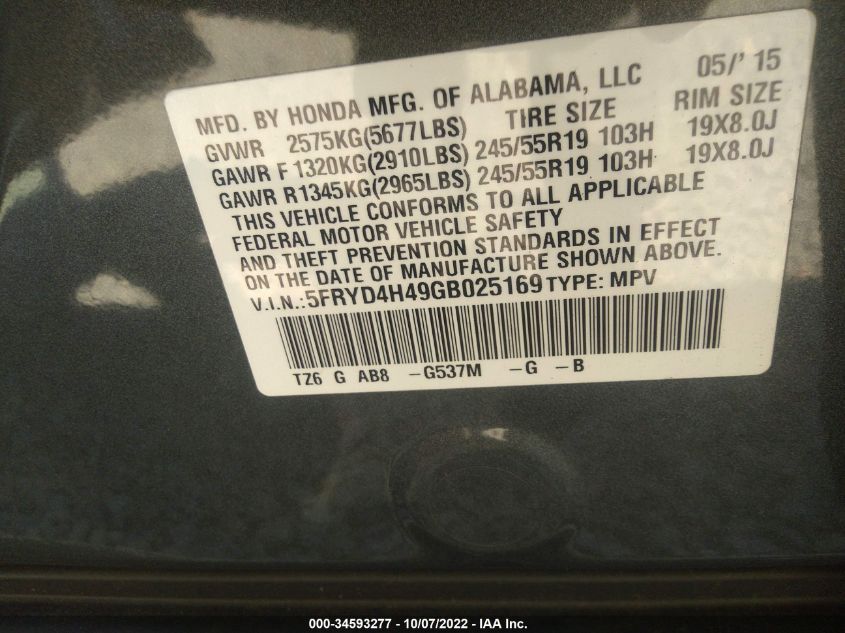 MFD. BY HONDA MFG. OF ALABAMA, LLC 05/' 15
GVWR 2575KG(5677LBS) TIRE SIZE RIM SIZE
GAWR F 1320KG(2910LBS) 245/55R19 103H 19X8.0J
GAWR R1345KG(2965LBS) 245/55R19 103H 19X8.0J
THIS VEHICLE CONFORMS TO ALL APPLICABLE
FEDERAL MOTOR VEHICLE SAFETY
AND THEFT PREVENTION STANDARDS IN EFFECT
ON THE DATE OF MANUFACTURE SHOWN ABOVE.
V.I.N.:5FRYD4H49GB025169 TYPE: MPV
TZ6 G AB8 -G537M -G -B
000-34593277 - 10/07/2022 - IAA Inc.